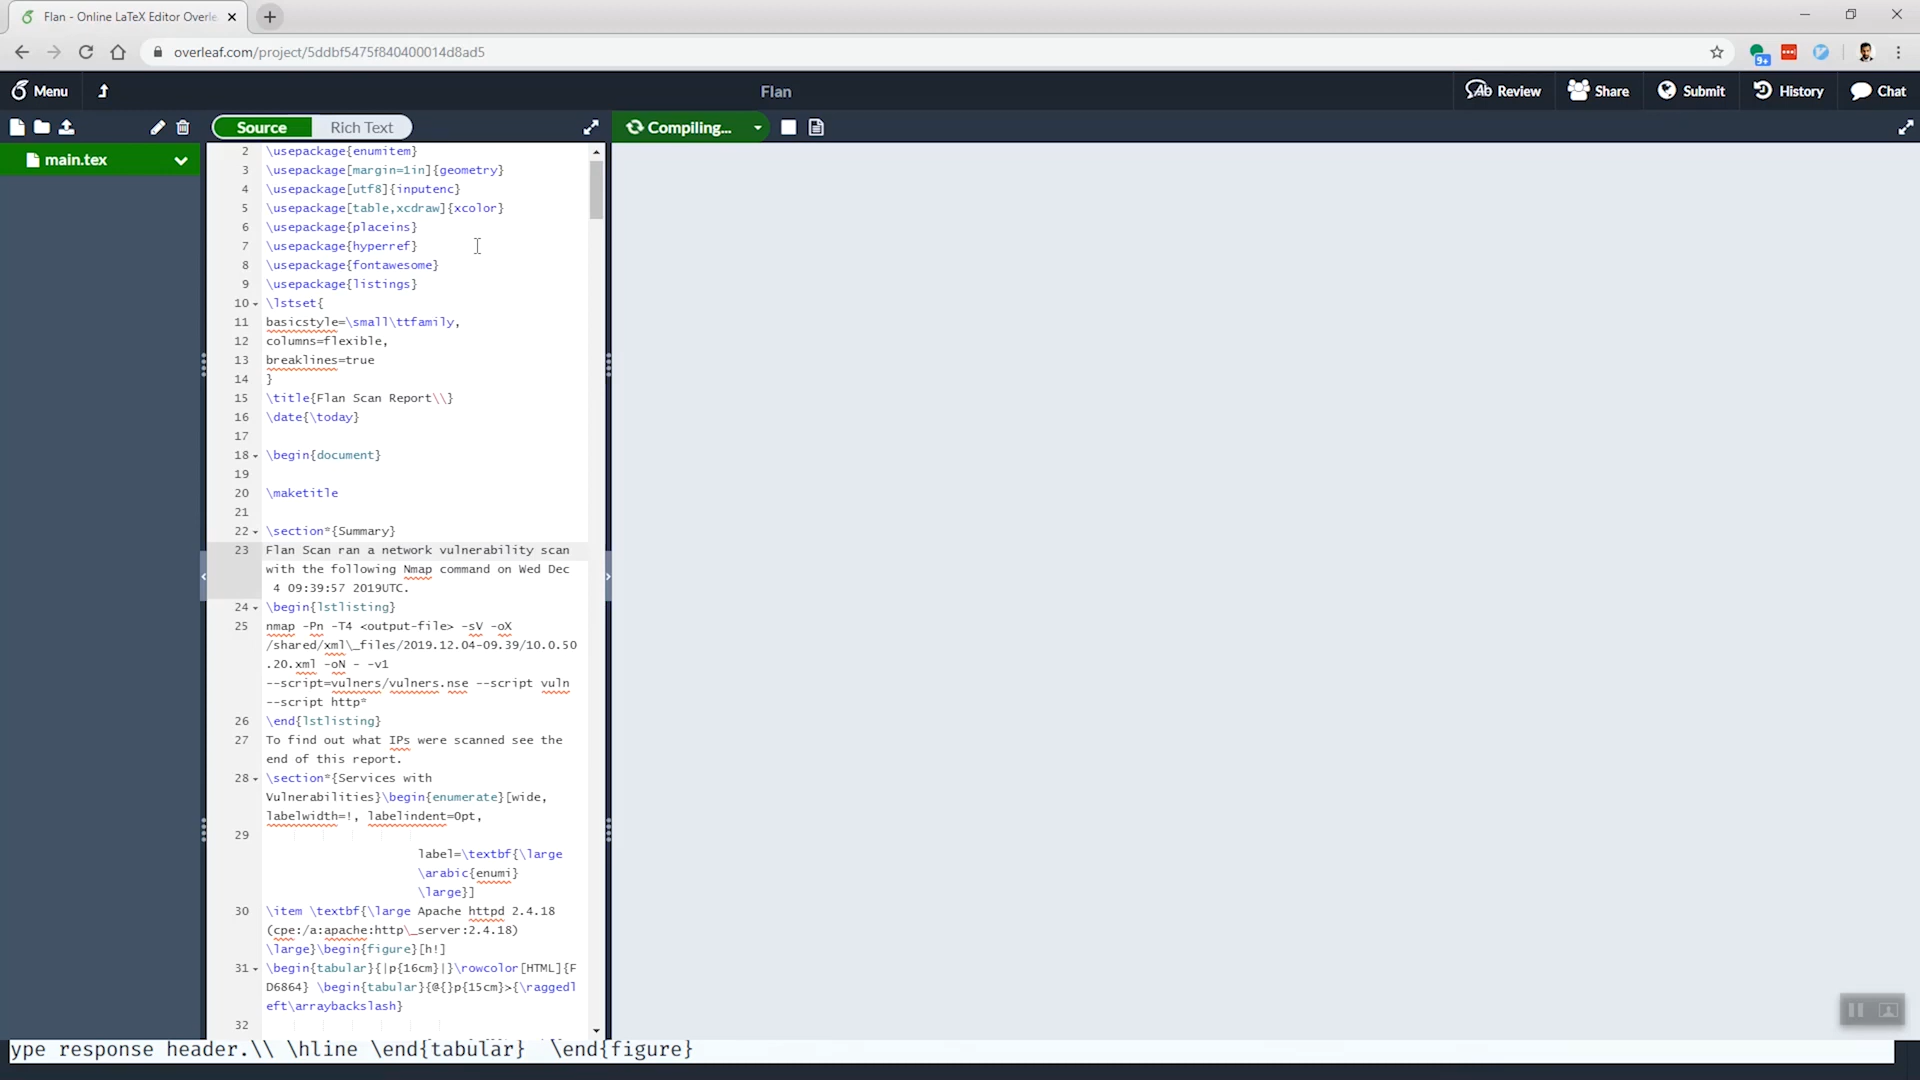 Flan - Online LaTeX Editor Overle
overleaf.com/project/5ddbf5475f840400014d8ad5
9+
Menu
Flan
Ab Review
Share
Submit
History
Chat
Source
Rich Text
Compiling...
main.tex
2 \usepackage{enumitem}
3 \usepackage[margin=1in]{geometry}
4 \usepackage[utf8]{inputenc}
5 \usepackage[table,xcdraw]{xcolor}
6 \usepackage{placeins}
7 \usepackage{hyperref}
8 \usepackage{fontawesome}
9 \usepackage{listings}
10 \lstset{
11 basicstyle=\small\ttfamily,
12 columns=flexible,
13 breaklines=true
14 }
15 \title{Flan Scan Report\\}
16 \date{\today}
17
18 \begin{document}
19
20 \maketitle
21
22 \section*{Summary}
23 Flan Scan ran a network vulnerability scan
with the following Nmap command on Wed Dec
4 09:39:57 2019UTC.
24 \begin{lstlisting}
25 nmap -Pn -T4 <output-file> -sV -oX
/shared/xml\_files/2019.12.04-09.39/10.0.50
.20.xml -oN - -v1
--script=vulners/vulners.nse --script vuln
--script http*
26 \end{lstlisting}
27 To find out what IPs were scanned see the
end of this report.
28 \section*{Services with
Vulnerabilities}\begin{enumerate}[wide,
labelwidth=!, labelindent=0pt,
29
label=\textbf{\large
\arabic{enumi}
\large}]
30 \item \textbf{\large Apache httpd 2.4.18
(cpe:/a:apache:http\_server:2.4.18)
\large}\begin{figure}[h!]
31 \begin{tabular}{|p{16cm}|}\rowcolor[HTML]{F
D6864} \begin{tabular}{@{}p{15cm}>{\raggedl
eft\arraybackslash}
32
ype response header.\\ \hline \end{tabular}  \end{figure}